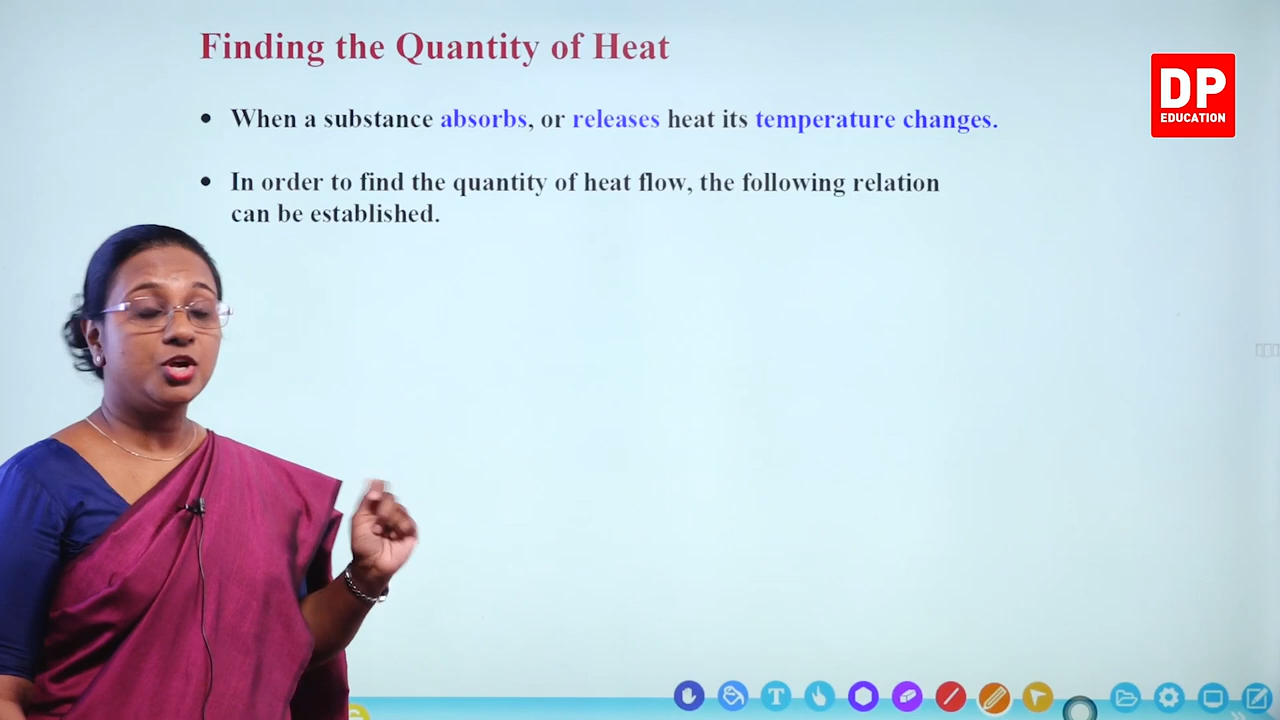 Finding the Quantity of Heat
DP
EDUCATION
• When a substance absorbs, or releases heat its temperature changes.
• In order to find the quantity of heat flow, the following relation
can be established.
T